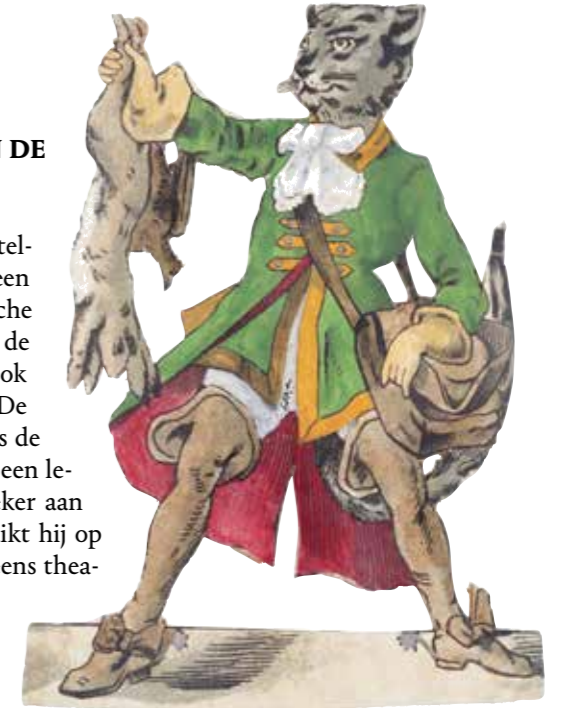 DE
tel-
een
che
de
ok
De
s de
een le-
ker aan
ikt hij op
ens thea-